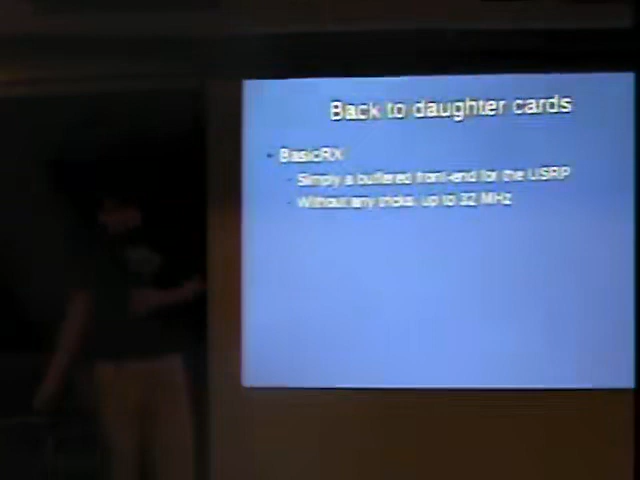 Back to daughter cards
- BasicRX
- Simply a buffered front-end for the USRP
- Without any tricks, up to 32 MHz